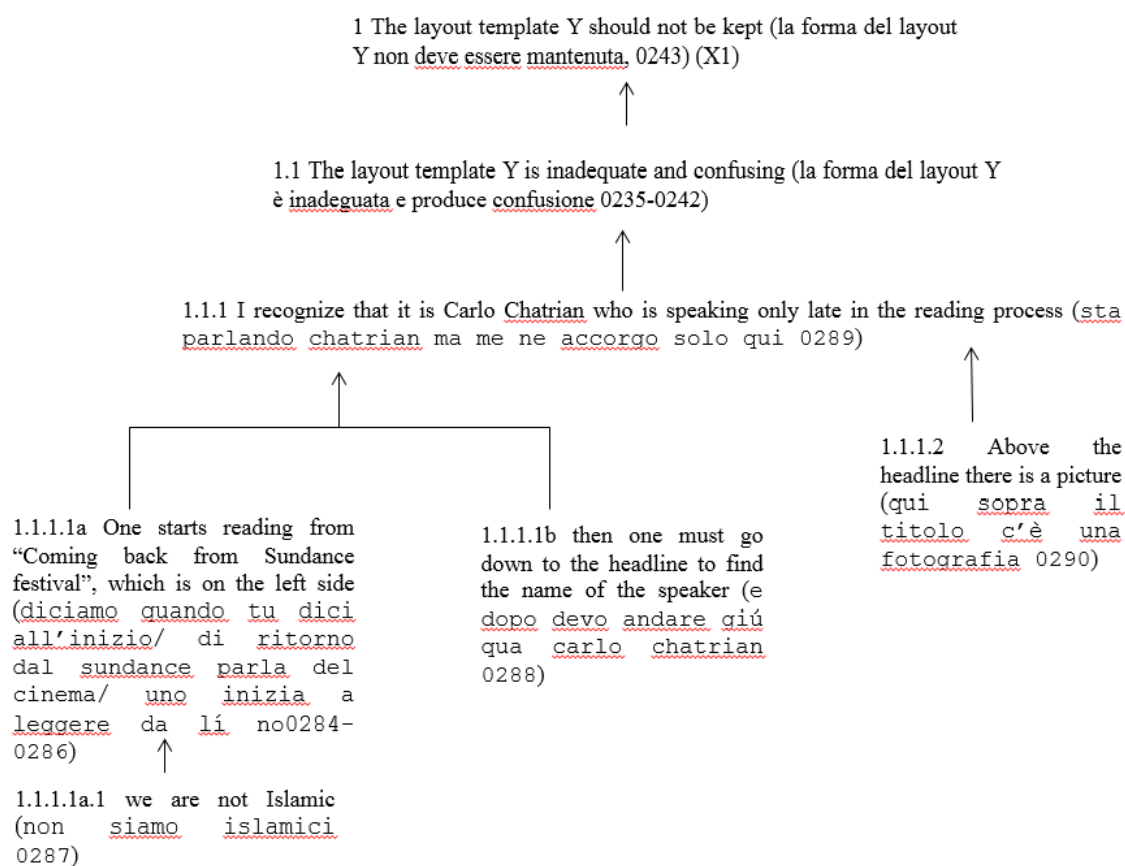 1 The layout template Y should not be kept (la forma del layout
Y non deve essere mantenuta, 0243) (X1)
1.1 The layout template Y is inadequate and confusing (la forma del layout Y
è inadeguata e produce confusione 0235-0242)
1.1.1 I recognize that it is Carlo Chatrian who is speaking only late in the reading process (sta
parlando chatrian ma me ne accorgo solo qui 0289)
1.1.1.1a One starts reading from
“Coming back from Sundance
festival”, which is on the left side
(diciamo quando tu dici
all’inizio/ di ritorno
dal sundance parla del
cinema/ uno inizia a
leggere da lí no0284-
0286)
1.1.1.1b then one must go
down to the headline to find
the name of the speaker (e
dopo devo andare giú
qua carlo chatrian
0288)
1.1.1.2 Above the
headline there is a picture
(qui sopra il
titolo c’è una
fotografia 0290)
1.1.1.1a.1 we are not Islamic
(non siamo islamici
0287)